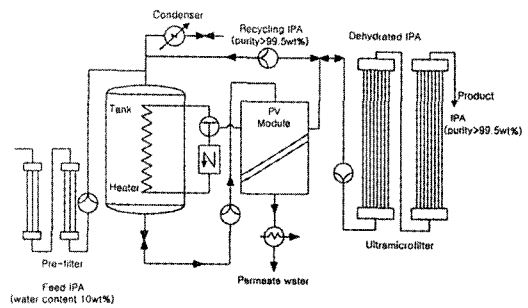 Condenser
Recycling IPA
(purity>99.5wt%)
Dehydrated IPA
Tank
PV
Module
Product
IPA
(purity>99.5wt%)
N
Heater
Pre-filter
Ultramicrofilter
Feed IPA
(water content 10wt%)
Permeate water